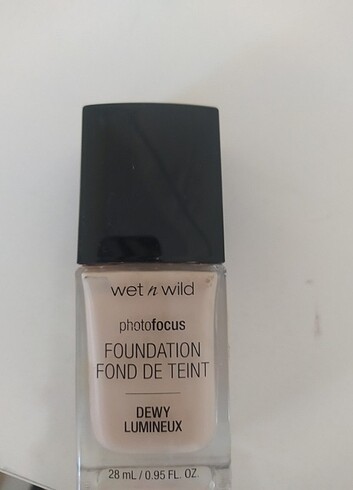 wet n wild
photofocus
FOUNDATION
FOND DE TEINT
DEWY
LUMINEUX
28 mL / 0.95 FL. OZ.